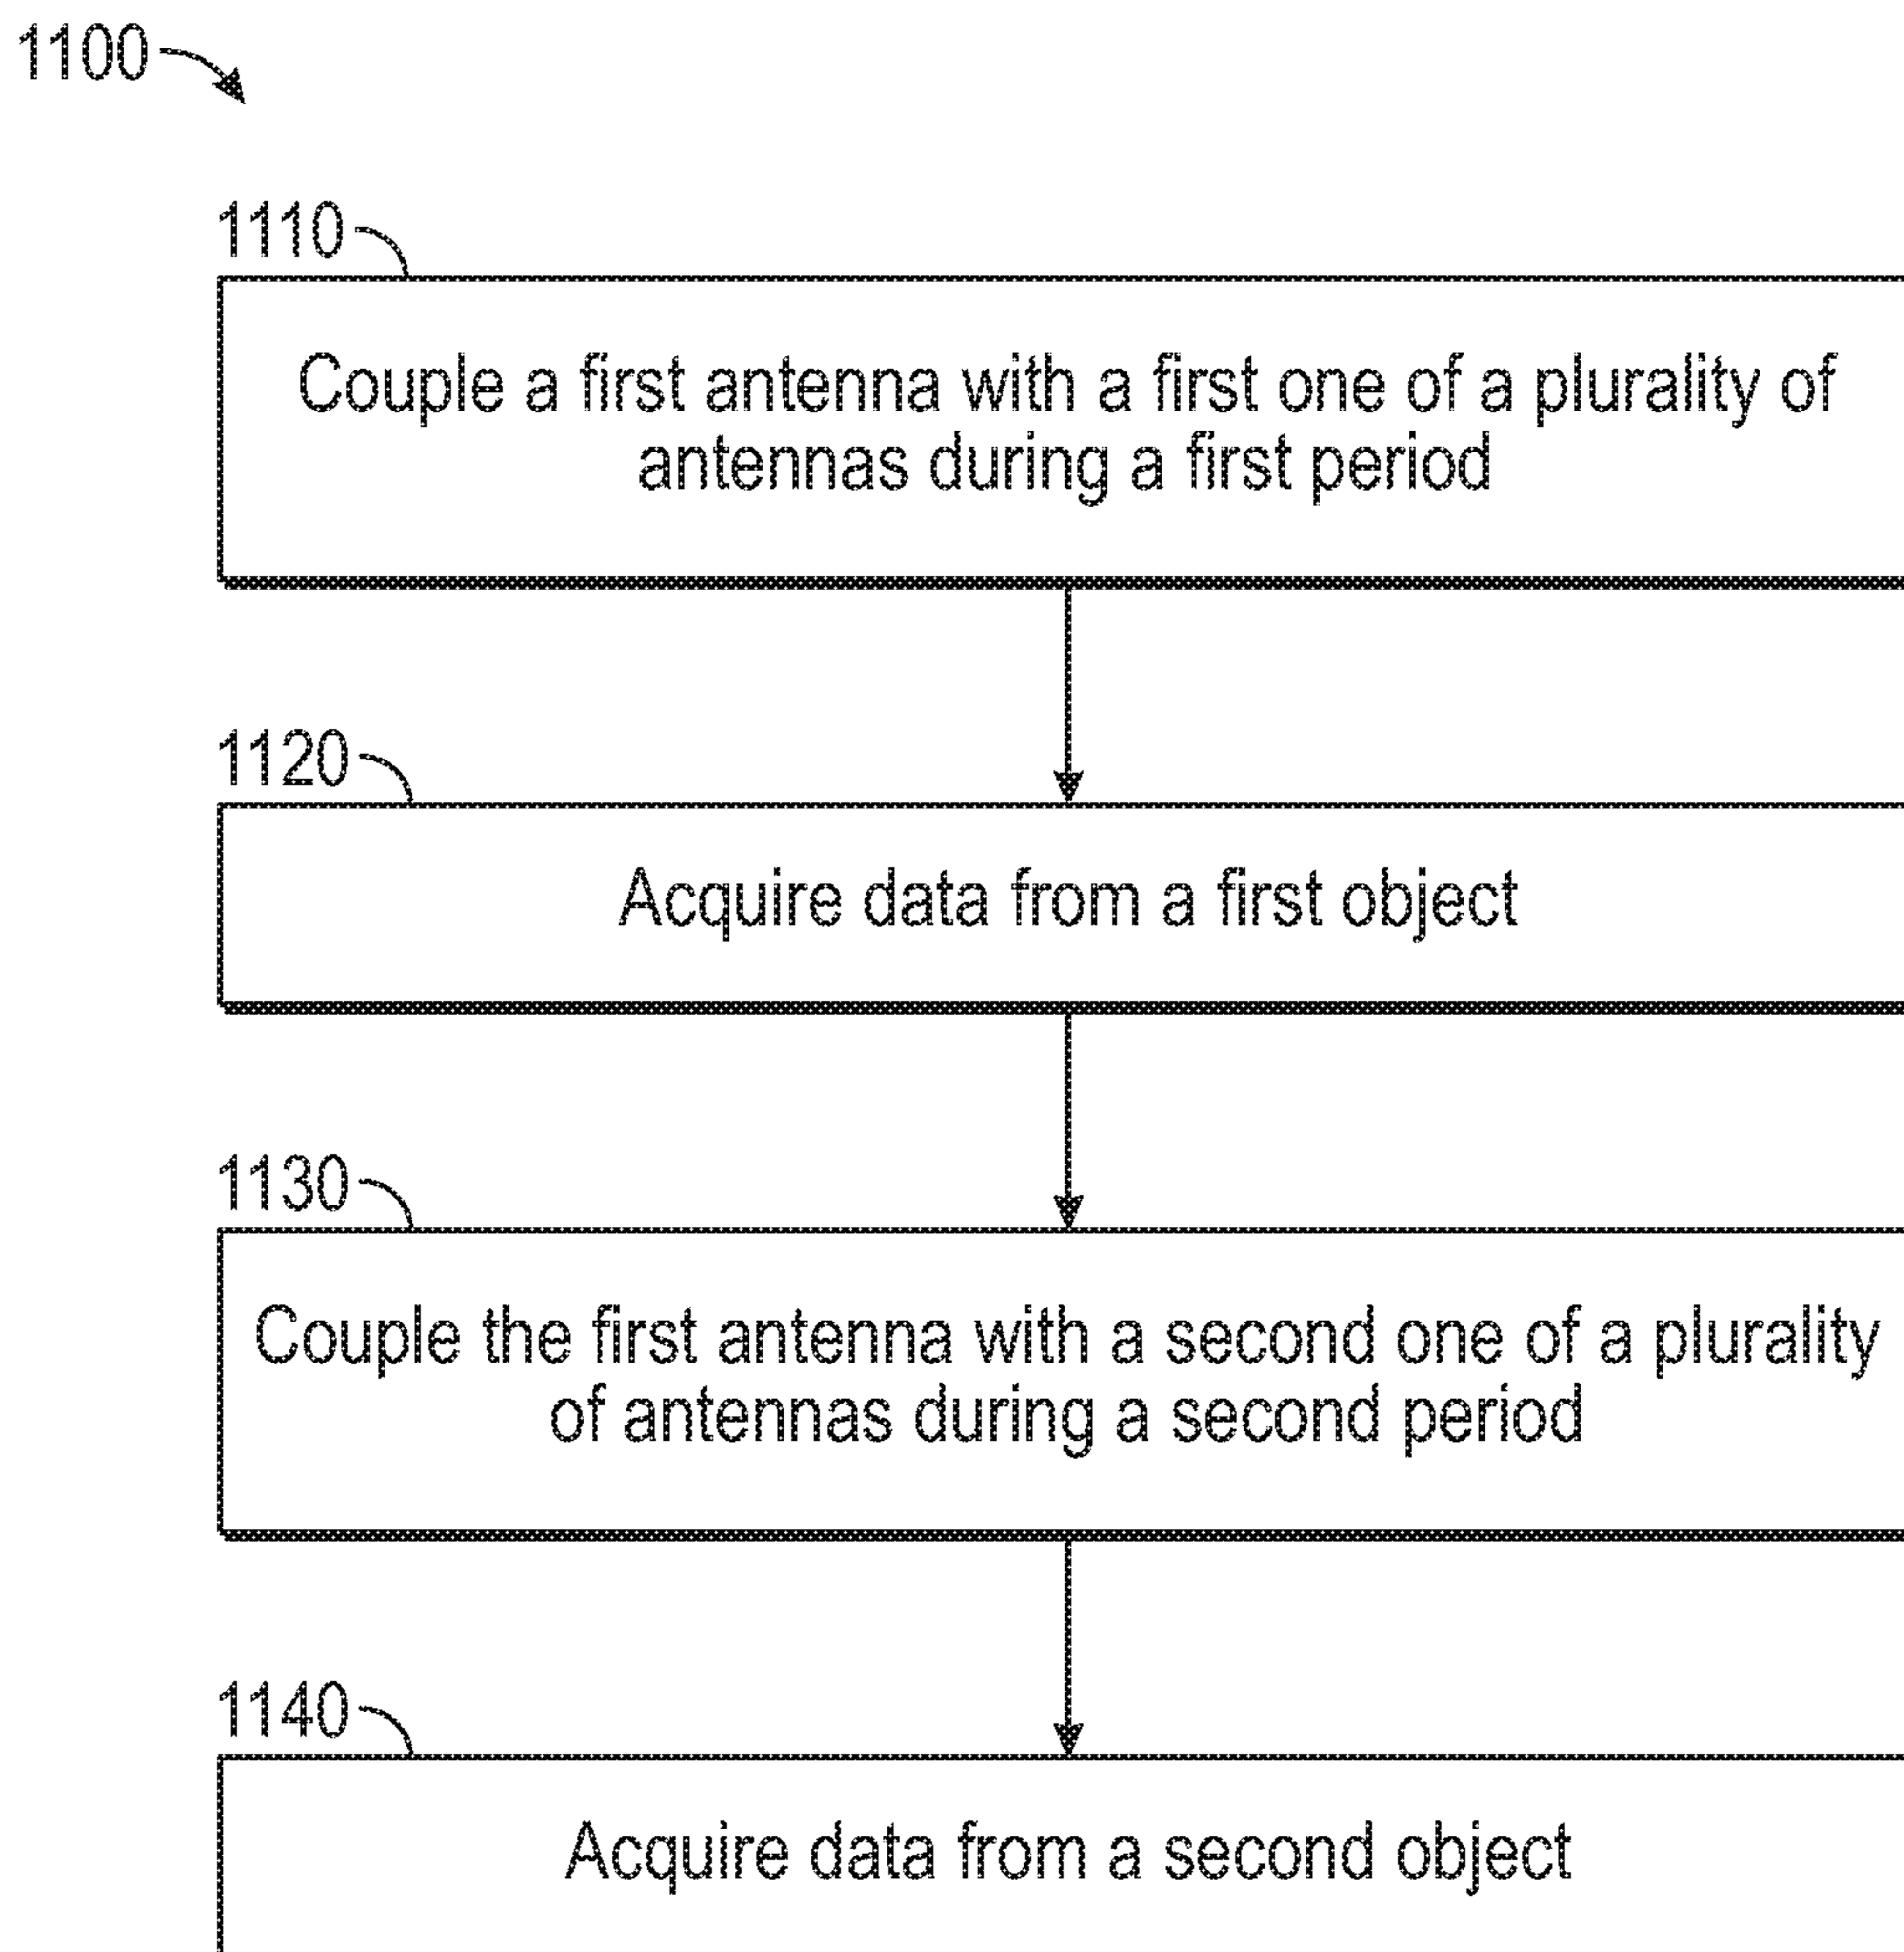 1100
1110
Couple a first antenna with a first one of a plurality of
antennas during a first period
1120
Acquire data from a first object
1130
Couple the first antenna with a second one of a plurality
of antennas during a second period
1140
Acquire data from a second object